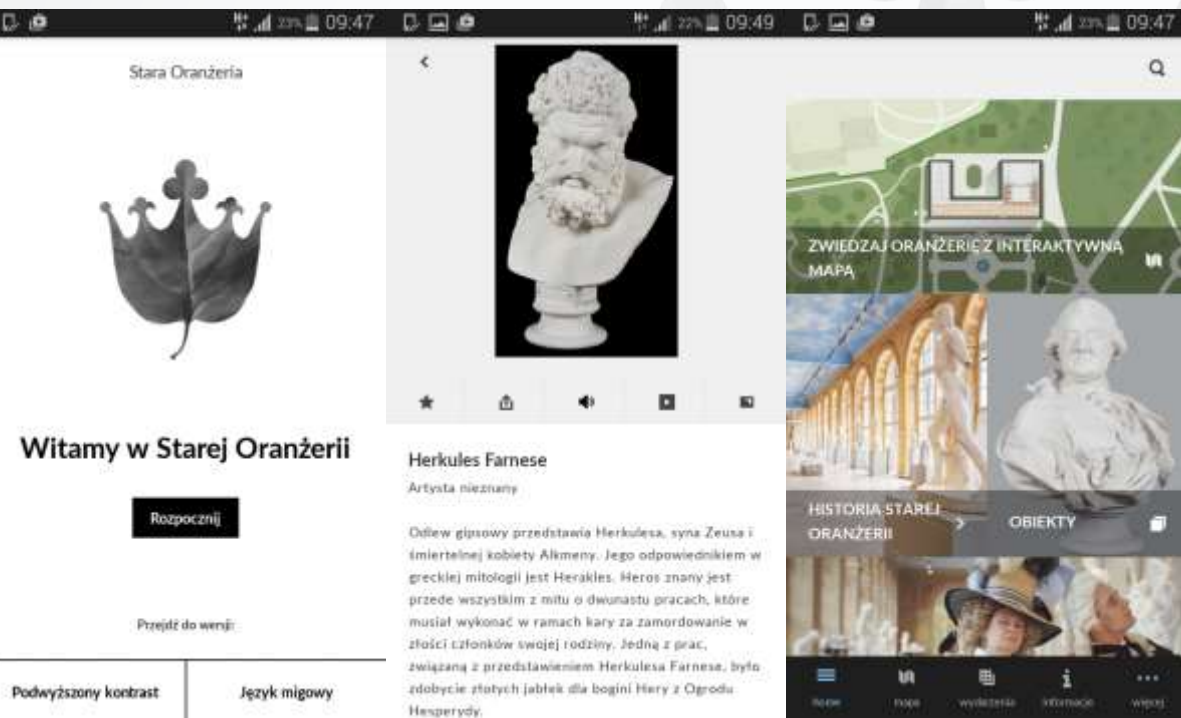 23% 09:47
Stara Oranżeria
Witamy w Starej Oranżerii
Rozpocznij
Przejdź do wersji:
Podwyższony kontrast
Język migowy
22% 09:49
Herkules Farnese
Artysta nieznany
Odlew gipsowy przedstawia Herkulesa, syna Zeusa i
śmiertelnej kobiety Alkmeny. Jego odpowiednikiem w
greckiej mitologii jest Herakles. Heros znany jest
przede wszystkim z mitu o dwunastu pracach, które
musiał wykonać w ramach kary za zamordowanie w
złości członków swojej rodziny. Jedną z prac,
związaną z przedstawieniem Herkulesa Farnese, było
zdobycie złotych jabłek dla bogini Hery z Ogrodu
Hesperydy.
23% 09:47
ZWIEDZAJ ORANŻERIĘ Z INTERAKTYWNĄ
MAPĄ
HISTORIA STAREJ
ORANŻERII
OBIEKTY
home
mapa
wydarzenia
informacje
więcej